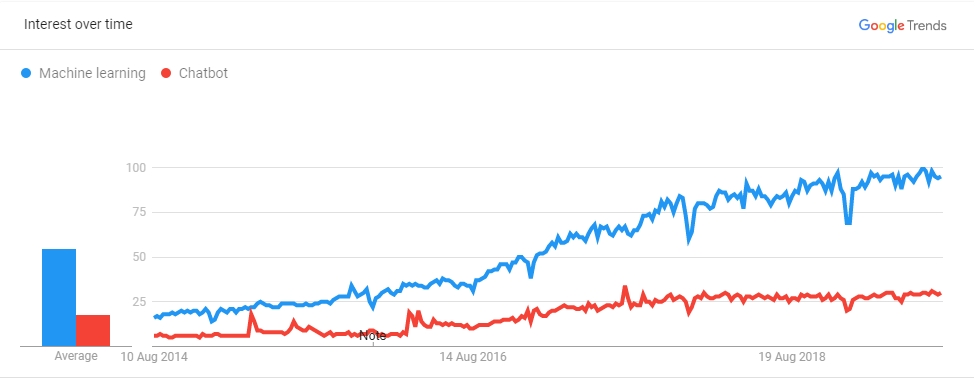 Interest over time
Google Trends
Machine learning
Chatbot
100
75
50
25
Note
Average
10 Aug 2014
14 Aug 2016
19 Aug 2018